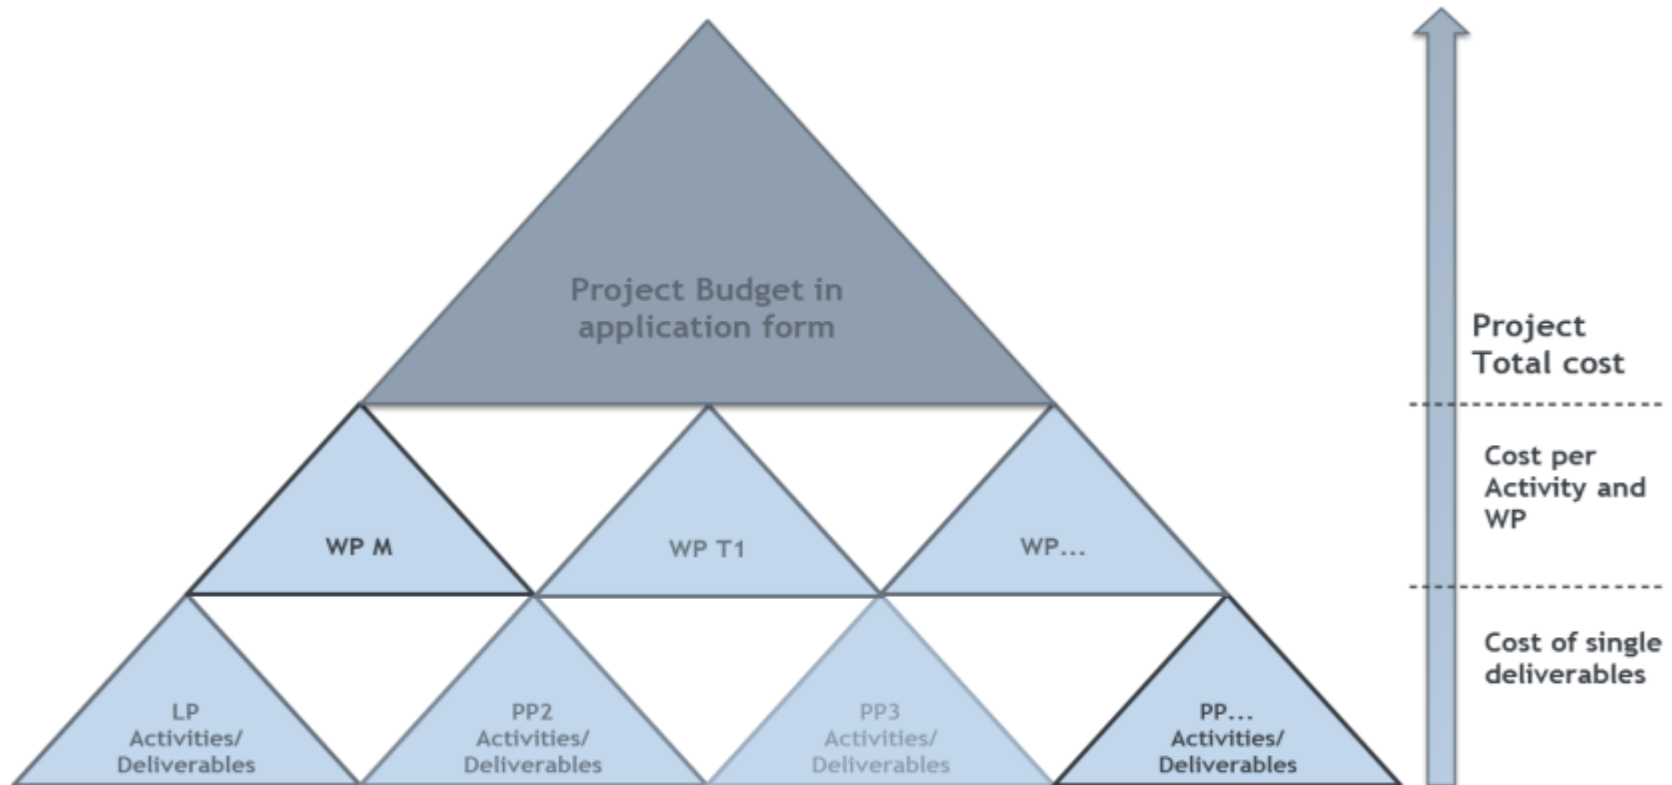 Project Budget in
application form
Project
Total cost
Cost per
Activity and
WP
WP M
WP T1
WP...
Cost of single
deliverables
LP
Activities/
Deliverables
PP2
Activities/
Deliverables
PP3
Activities/
Deliverables
PP...
Activities/
Deliverables